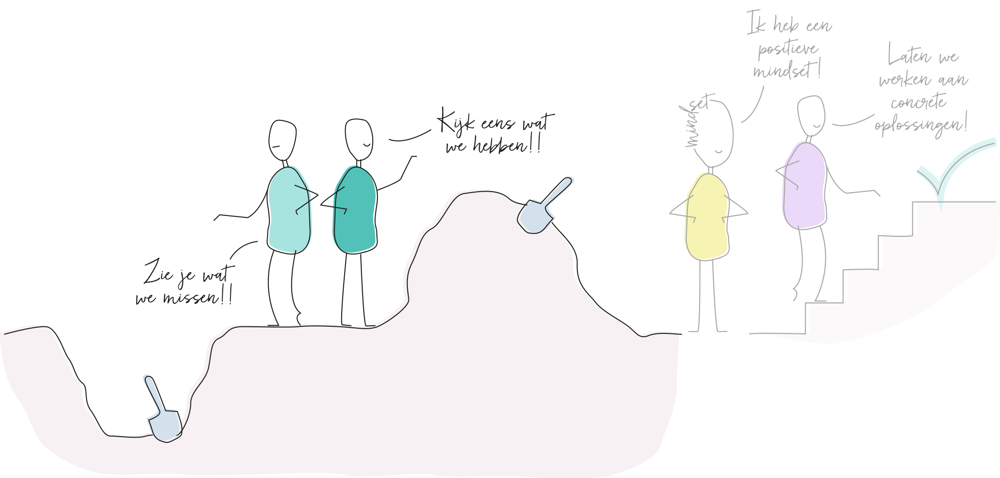 Zie je wat
we missen!!
Kijk eens wat
we hebben!!
mindset
Ik heb een
positieve
mindset!
Laten we
werken aan
concrete
oplossingen!